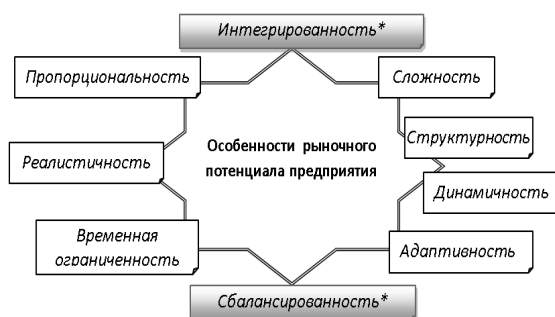 Интегрированность*
Пропорциональность
Сложность
Структурность
Особенности рыночного
потенциала предприятия
Реалистичность
Динамичность
Временная
ограниченность
Адаптивность
Сбалансированность*